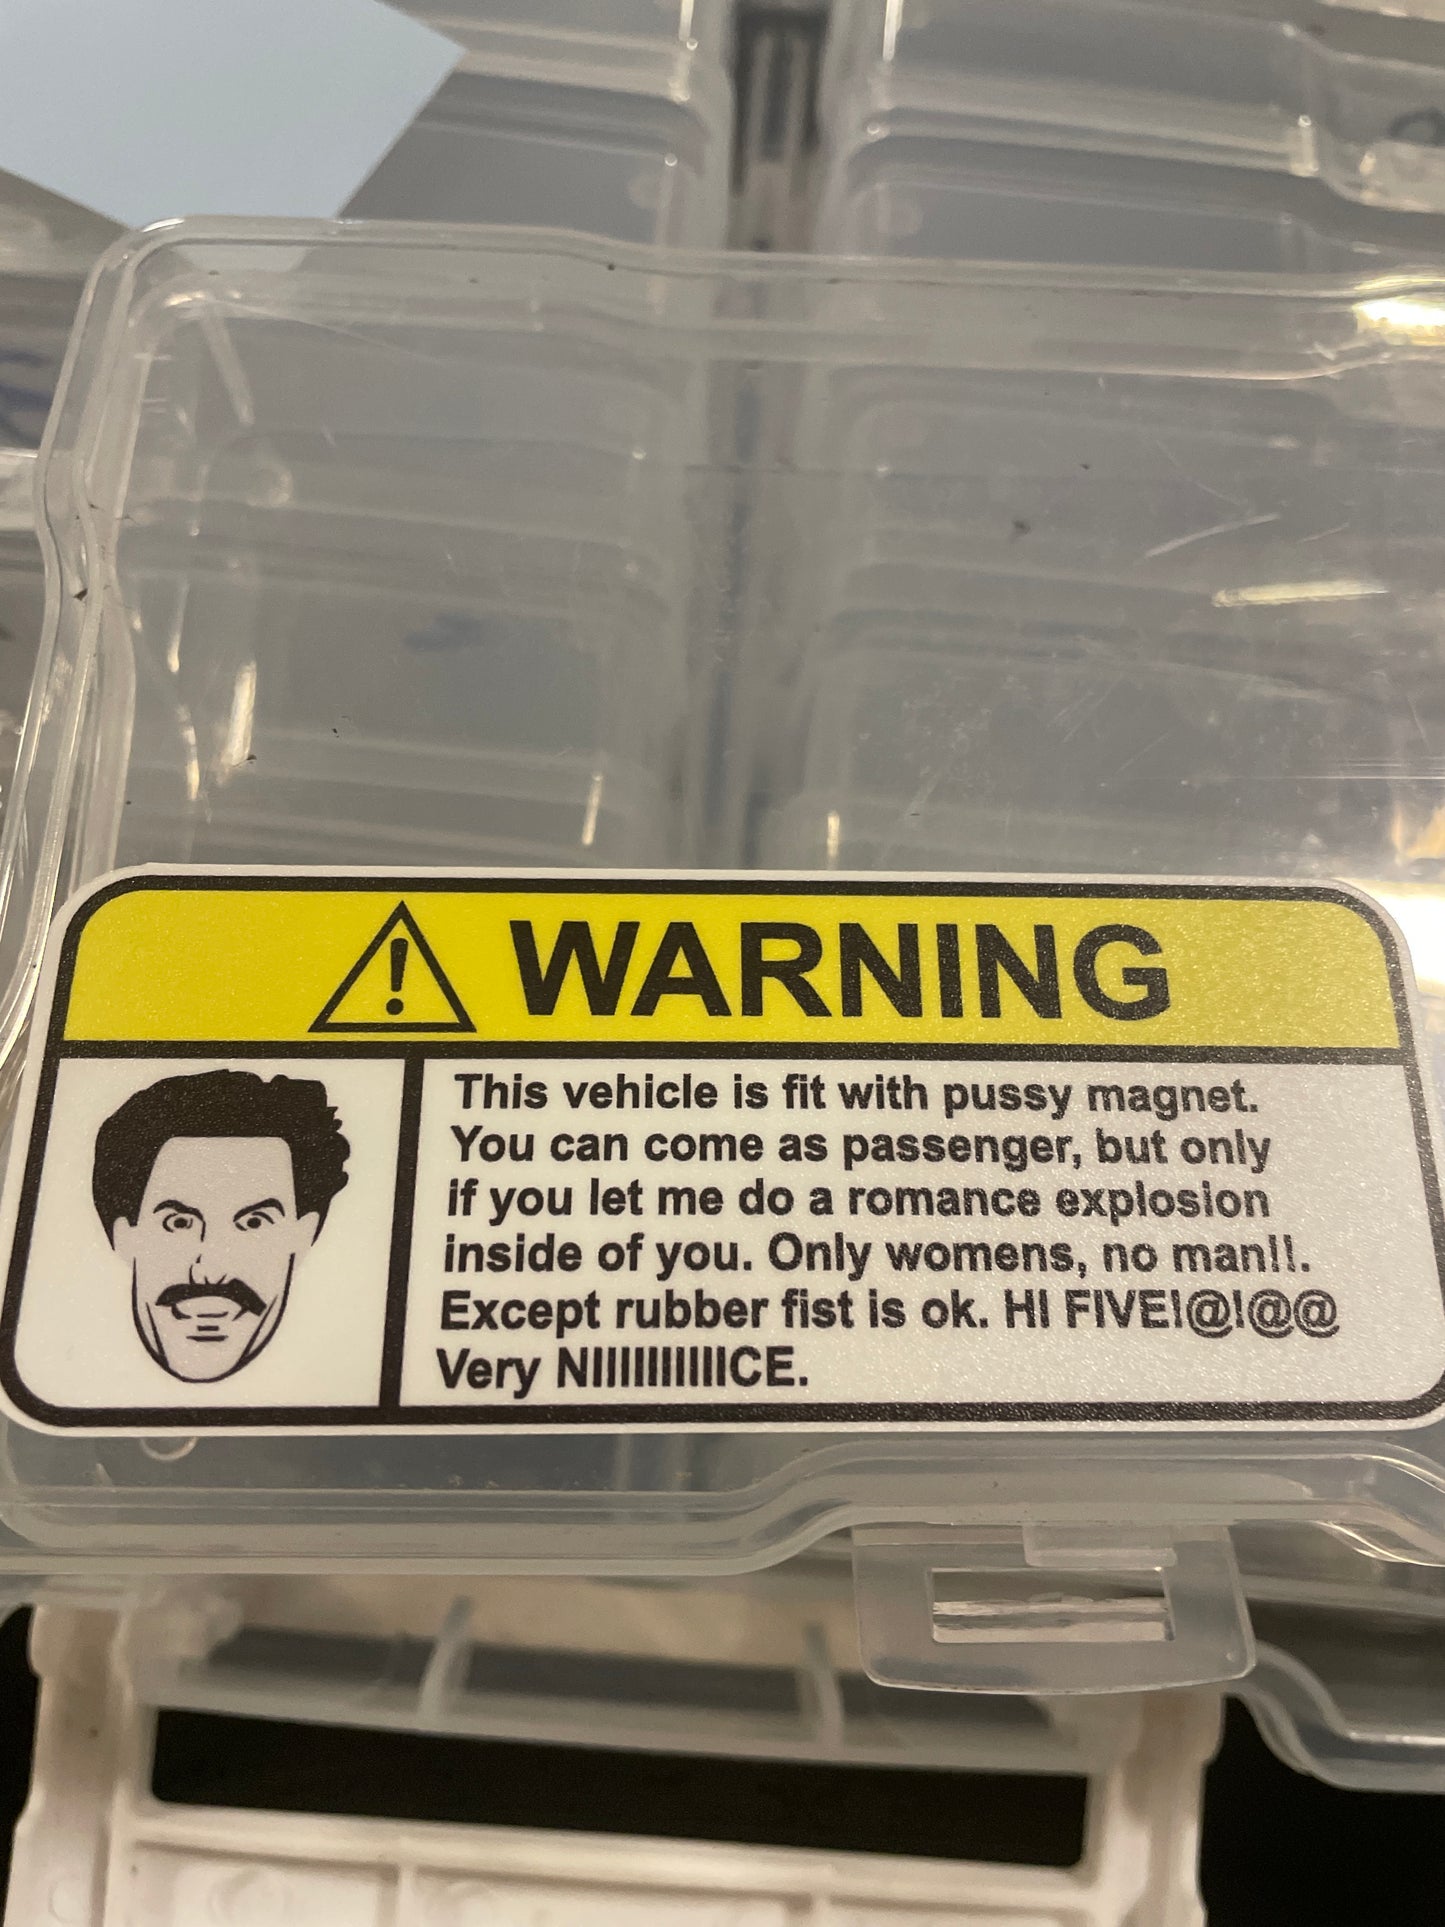 WARNING
This vehicle is fit with pussy magnet.
You can come as passenger, but only
if you let me do a romance explosion
inside of you. Only womens, no man!!.
Except rubber fist is ok. HI FIVE!@!@@
Very NIIIIIIIIIIICE.